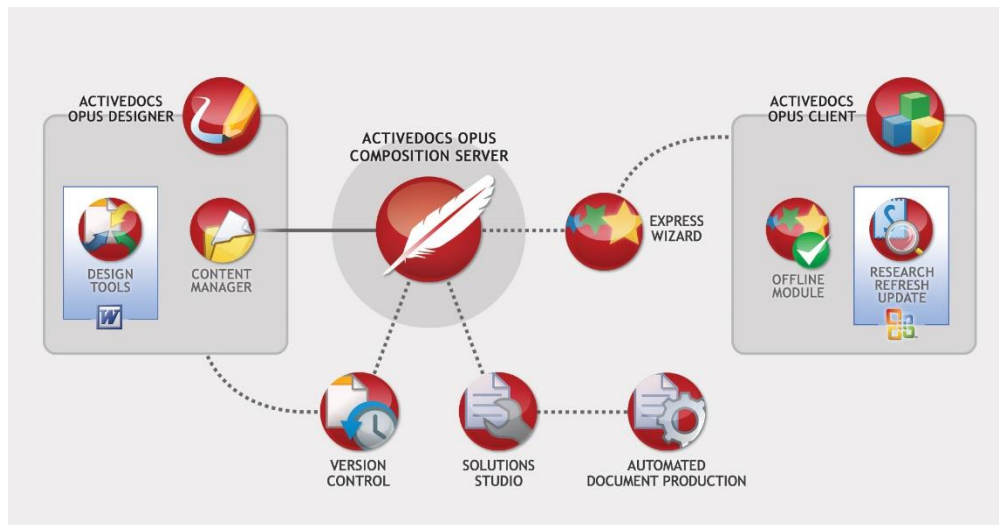 ACTIVEDOCS
OPUS DESIGNER
ACTIVEDOCS OPUS
COMPOSITION SERVER
ACTIVEDOCS
OPUS CLIENT
DESIGN
TOOLS
W
CONTENT
MANAGER
EXPRESS
WIZARD
OFFLINE
MODULE
RESEARCH
REFRESH
UPDATE
VERSION
CONTROL
SOLUTIONS
STUDIO
AUTOMATED
DOCUMENT PRODUCTION